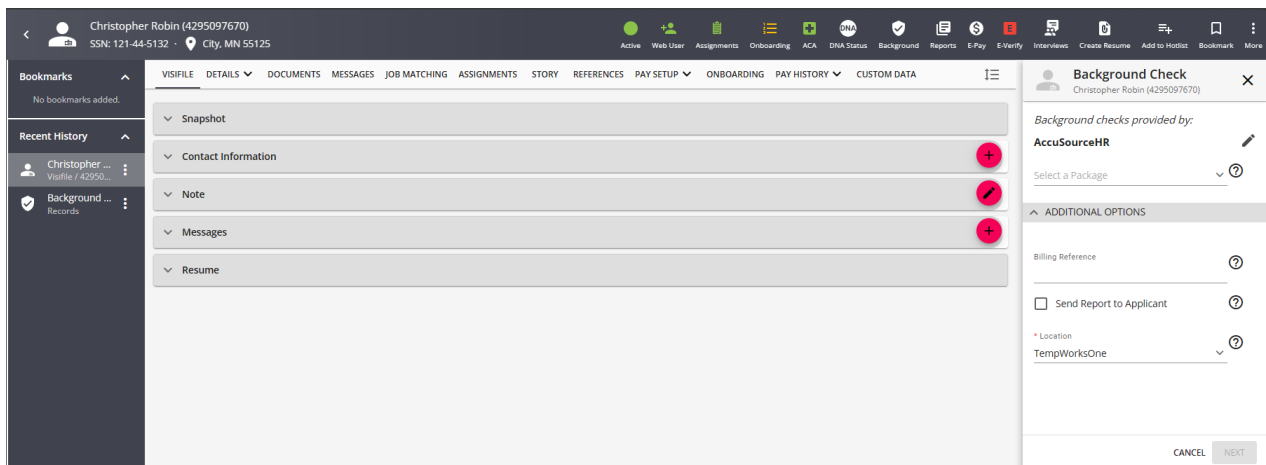 Christopher Robin (4295097670)
SSN: 121-44-5132 · City, MN 55125
Active Web User Assignments Onboarding ACA DNA Status Background Reports E-Pay E-Verify Interviews Create Resume Add to Hotlist Bookmark More
DNA
E
Bookmarks
No bookmarks added.
Recent History
Christopher ...
Visifile / 42950...
Background ...
Records
VISIFILE DETAILS DOCUMENTS MESSAGES JOB MATCHING ASSIGNMENTS STORY REFERENCES PAY SETUP ONBOARDING PAY HISTORY CUSTOM DATA
Snapshot
Contact Information
Note
Messages
Resume
Background Check
Christopher Robin (4295097670)
Background checks provided by:
AccuSourceHR
Select a Package
ADDITIONAL OPTIONS
Billing Reference
Send Report to Applicant
* Location
TempWorksOne
CANCEL NEXT